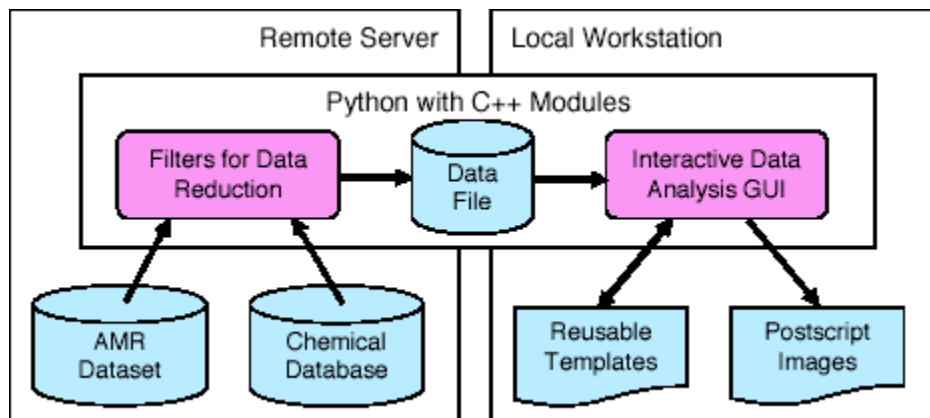 Remote Server
Local Workstation
Python with C++ Modules
Filters for Data
Reduction
Data
File
Interactive Data
Analysis GUI
AMR
Dataset
Chemical
Database
Reusable
Templates
Postscript
Images